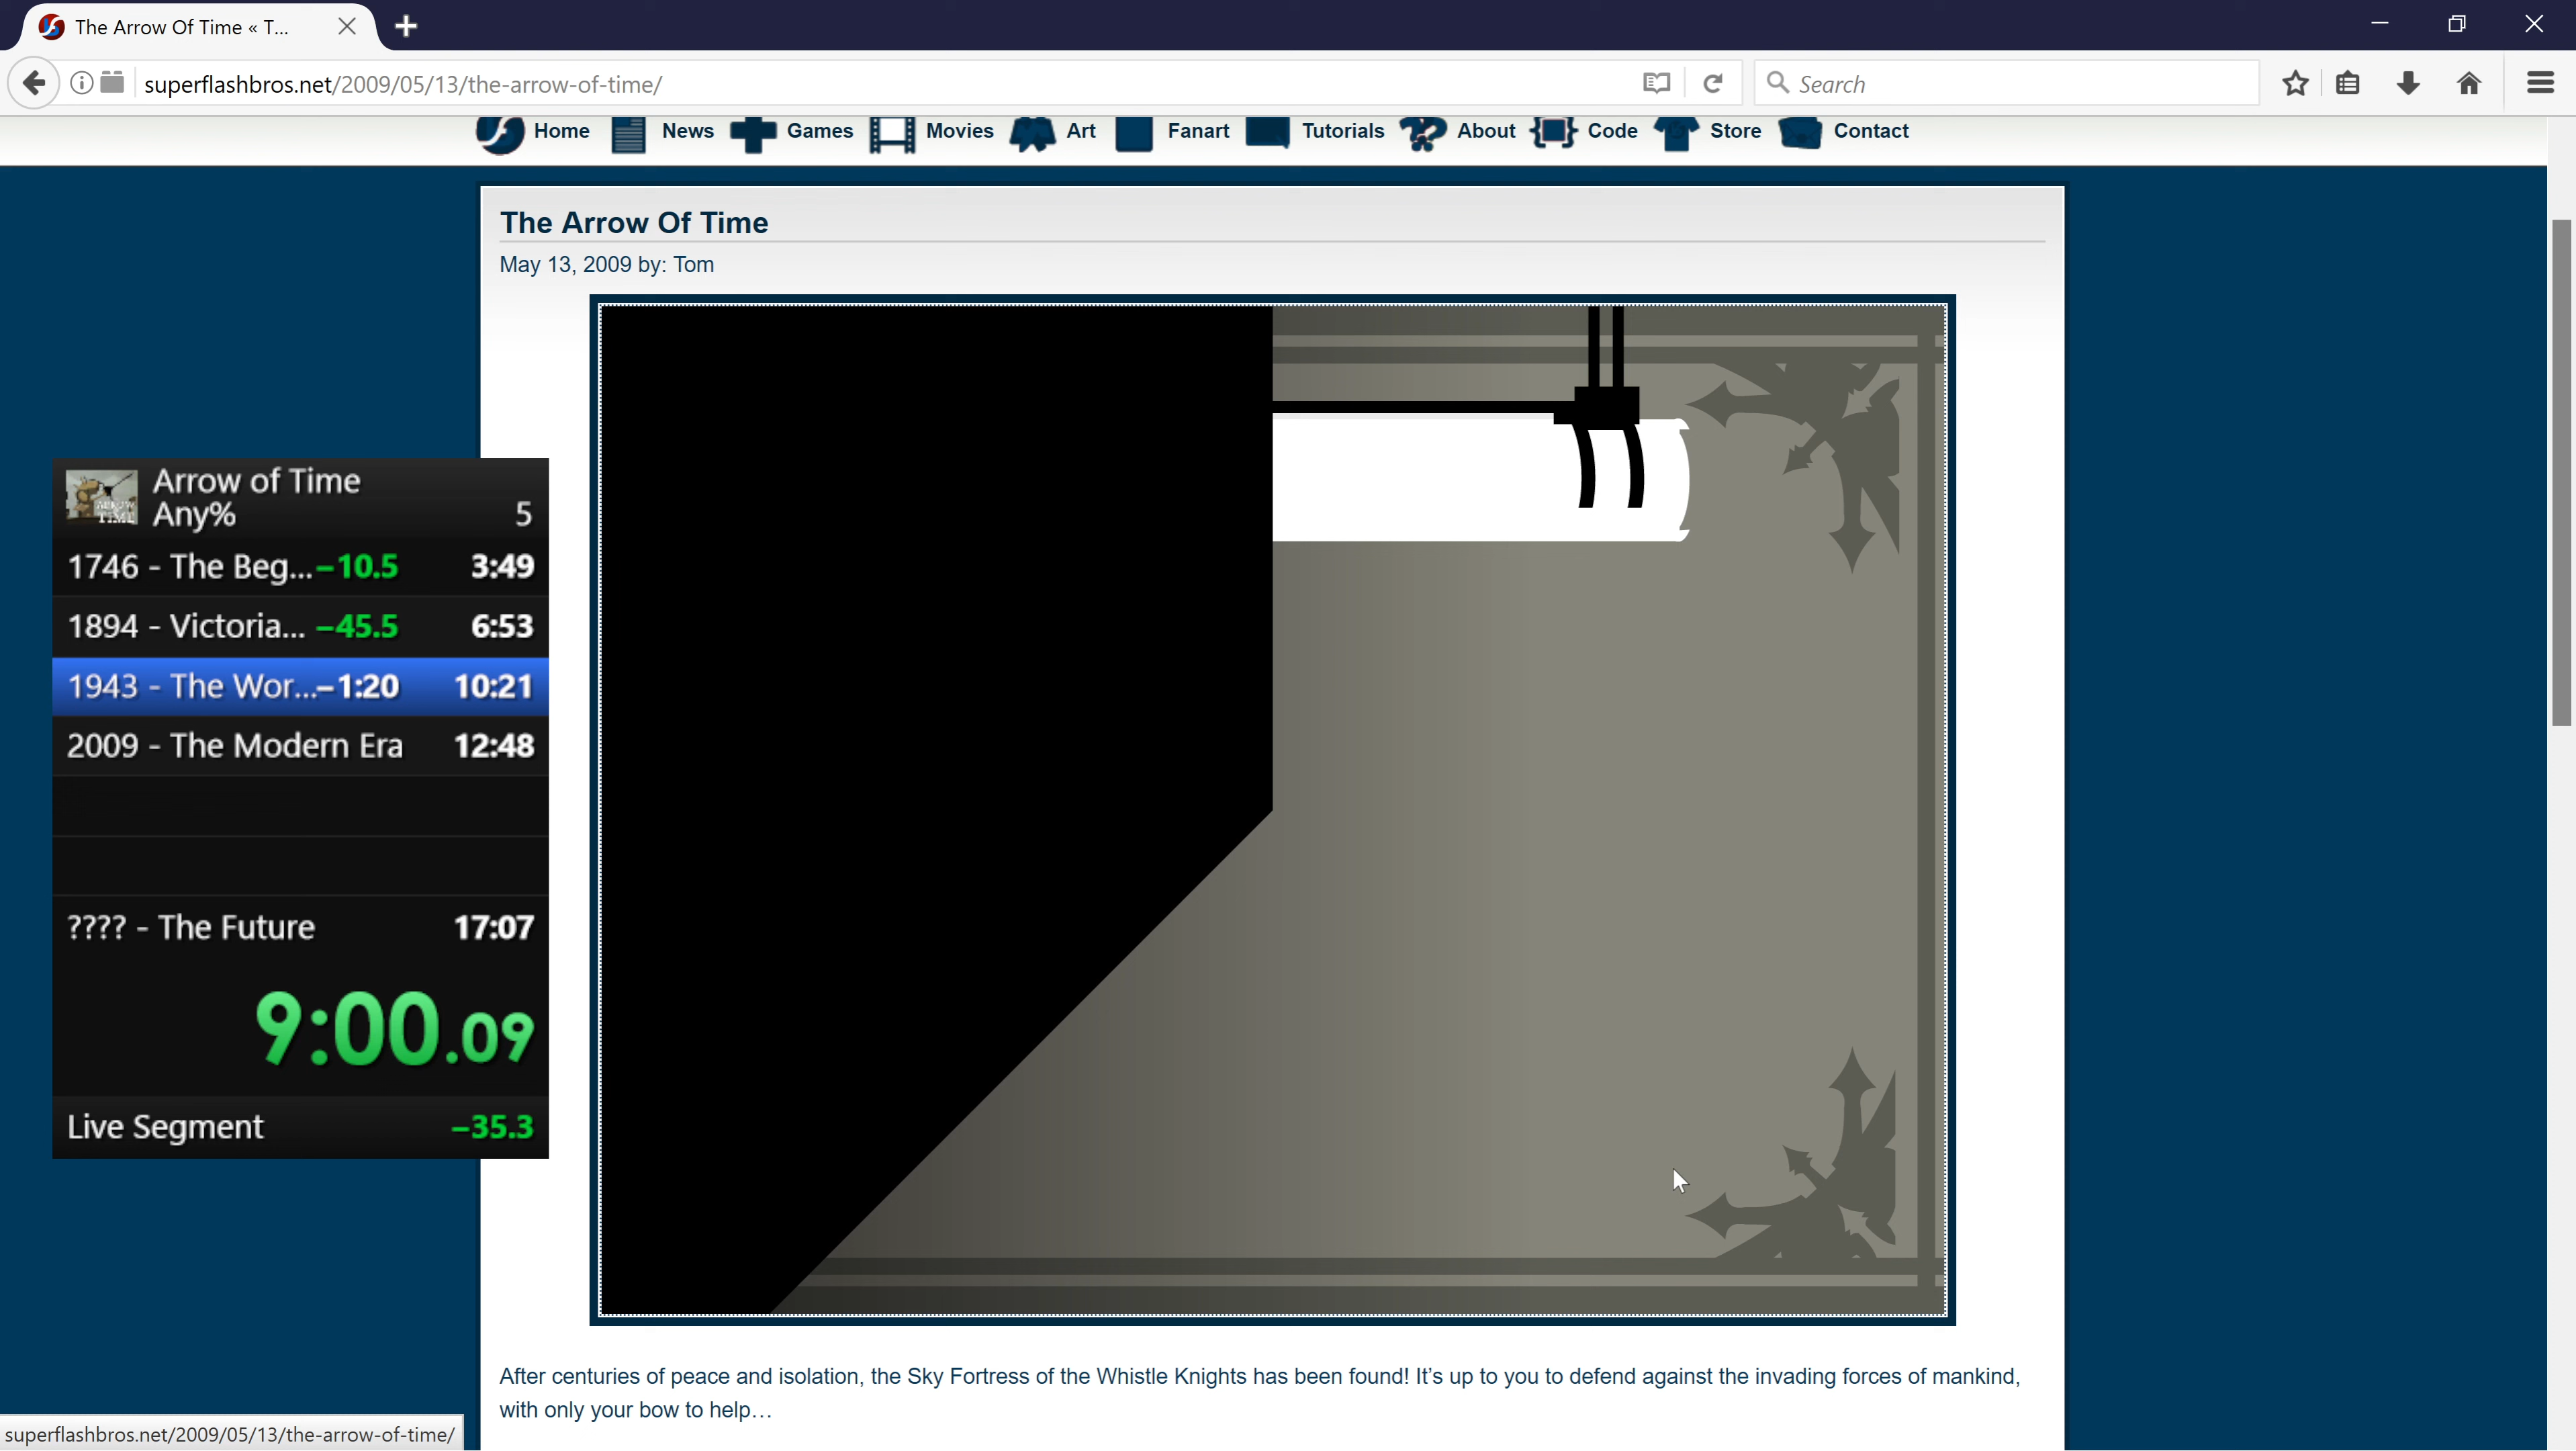 The Arrow Of Time « T...
superflashbros.net/2009/05/13/the-arrow-of-time/
Search
Home News Games Movies Art Fanart Tutorials About Code Store Contact
The Arrow Of Time
May 13, 2009 by: Tom
Arrow of Time
Any% 5
1746 - The Beg... −10.5 3:49
1894 - Victoria... −45.5 6:53
1943 - The Wor... −1:20 10:21
2009 - The Modern Era 12:48
???? - The Future 17:07
9:00.09
Live Segment −35.3
After centuries of peace and isolation, the Sky Fortress of the Whistle Knights has been found! It's up to you to defend against the invading forces of mankind,
with only your bow to help…
superflashbros.net/2009/05/13/the-arrow-of-time/